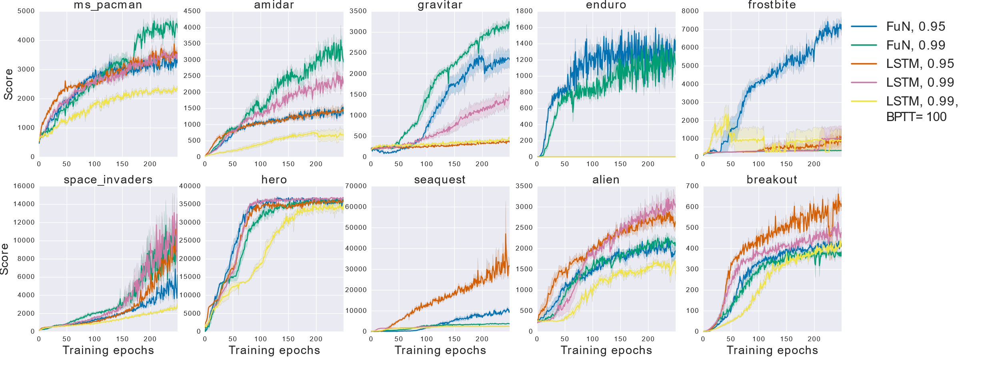 ms_pacman
amidar
gravitar
enduro
frostbite
5000
4000
3000
2000
1000
0
Score
0 50 100 150 200
4500
4000
3500
3000
2500
2000
1500
1000
500
0
0 50 100 150 200
3500
3000
2500
2000
1500
1000
500
0
0 50 100 150 200
1800
1600
1400
1200
1000
800
600
400
200
0
0 50 100 150 200
8000
7000
6000
5000
4000
3000
2000
1000
0
0 50 100 150 200
FuN, 0.95
FuN, 0.99
LSTM, 0.95
LSTM, 0.99
LSTM, 0.99,
BPTT= 100
space_invaders
hero
seaquest
alien
breakout
16000
14000
12000
10000
8000
6000
4000
2000
0
Score
0 50 100 150 200
Training epochs
40000
35000
30000
25000
20000
15000
10000
5000
0
0 50 100 150 200
Training epochs
70000
60000
50000
40000
30000
20000
10000
0
0 50 100 150 200
Training epochs
3500
3000
2500
2000
1500
1000
500
0
0 50 100 150 200
Training epochs
700
600
500
400
300
200
100
0
0 50 100 150 200
Training epochs